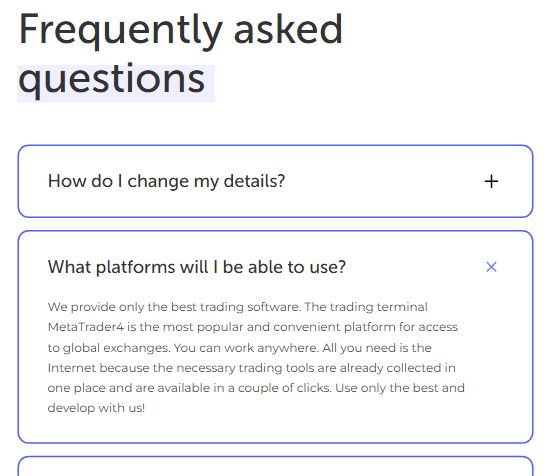 Frequently asked
questions
How do I change my details?
What platforms will I be able to use?
We provide only the best trading software. The trading terminal
MetaTrader4 is the most popular and convenient platform for access
to global exchanges. You can work anywhere. All you need is the
Internet because the necessary trading tools are already collected in
one place and are available in a couple of clicks. Use only the best and
develop with us!